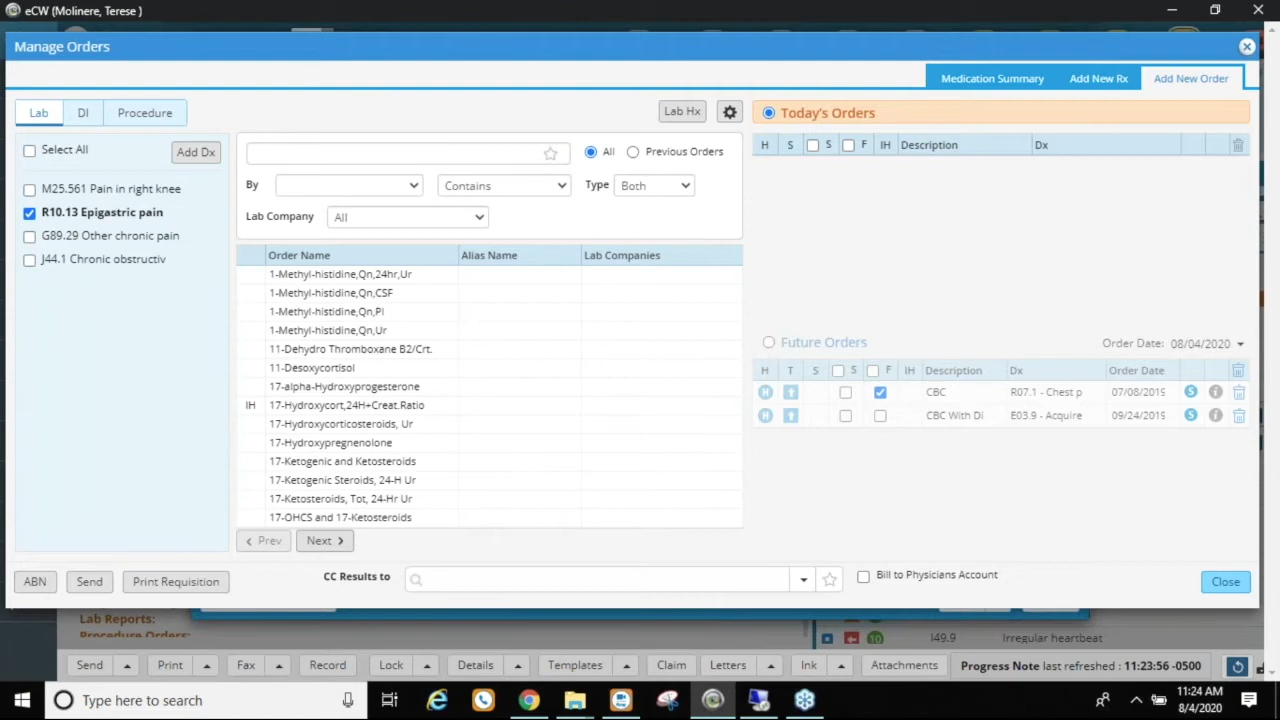 eCW (Molinere, Terese )
Manage Orders
Medication Summary Add New Rx Add New Order
Lab DI Procedure
Lab Hx
Today's Orders
Select All Add Dx
M25.561 Pain in right knee
R10.13 Epigastric pain
G89.29 Other chronic pain
J44.1 Chronic obstructiv
All Previous Orders
By Contains Type Both
Lab Company All
Order Name Alias Name Lab Companies
1-Methyl-histidine,Qn,24hr,Ur
1-Methyl-histidine,Qn,CSF
1-Methyl-histidine,Qn,Pl
1-Methyl-histidine,Qn,Ur
11-Dehydro Thromboxane B2/Crt.
11-Desoxycortisol
17-alpha-Hydroxyprogesterone
IH 17-Hydroxycort,24H+Creat.Ratio
17-Hydroxycorticosteroids, Ur
17-Hydroxypregnenolone
17-Ketogenic and Ketosteroids
17-Ketogenic Steroids, 24-H Ur
17-Ketosteroids, Tot, 24-Hr Ur
17-OHCS and 17-Ketosteroids
Prev Next
H S S F IH Description Dx
Future Orders Order Date: 08/04/2020
H T S S F IH Description Dx Order Date
H CBC R07.1 - Chest p 07/08/2019 S i
H CBC With Di E03.9 - Acquire 09/24/2019 S i
ABN Send Print Requisition CC Results to Bill to Physicians Account Close
Lab Reports:
Procedure Orders:
10 I49.9 Irregular heartbeat
Send Print Fax Record Lock Details Templates Claim Letters Ink Attachments Progress Note last refreshed : 11:23:56 -0500
Type here to search
11:24 AM
8/4/2020